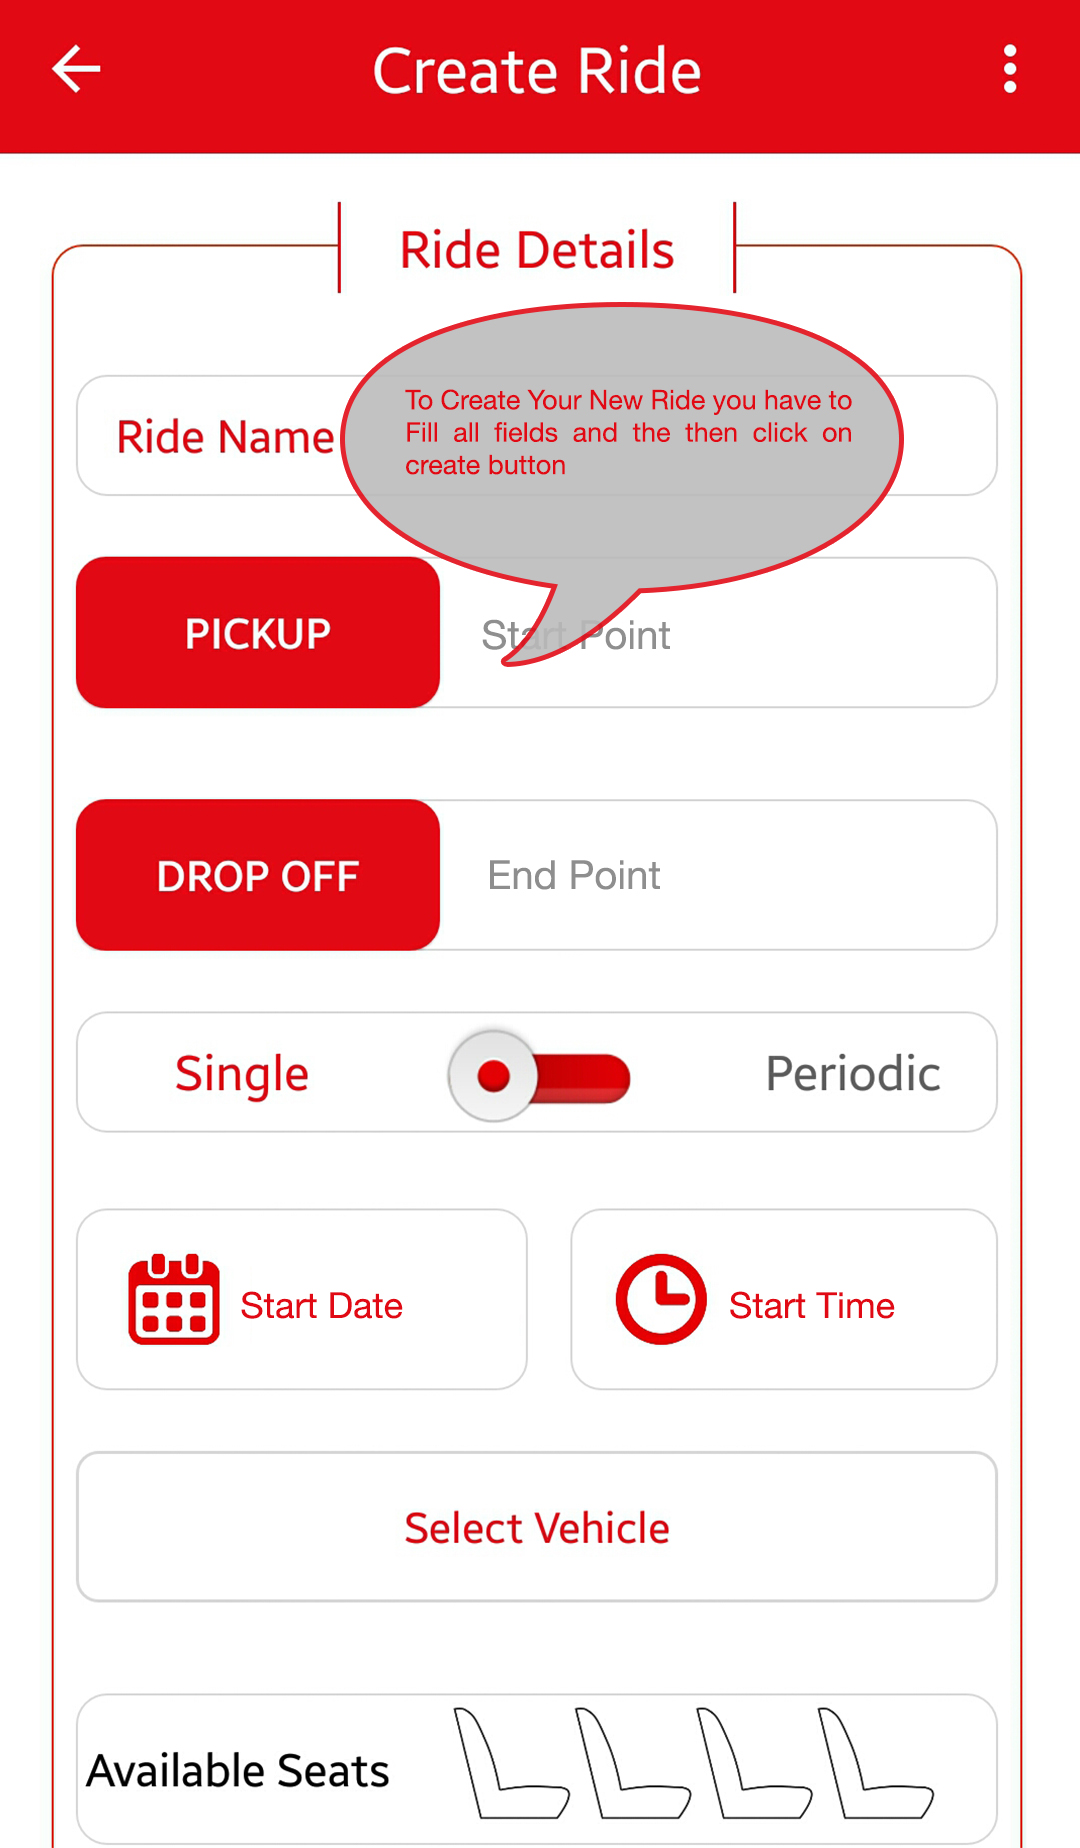 Create Ride
Ride Details
To Create Your New Ride you have to
Fill all fields and the then click on
create button
Ride Name
PICKUP
Start Point
DROP OFF
End Point
Single
Periodic
Start Date
Start Time
Select Vehicle
Available Seats